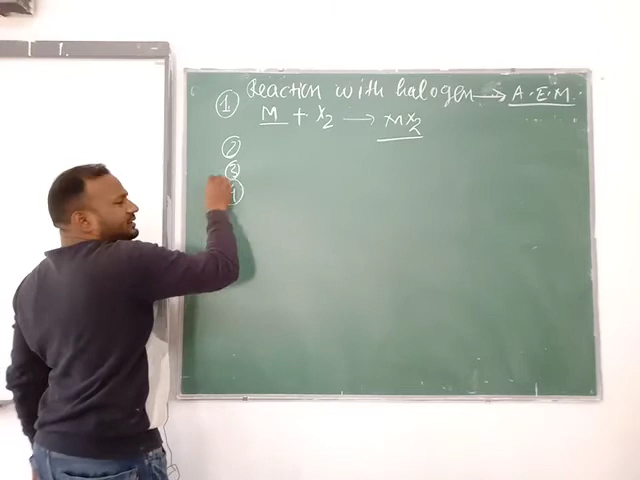 ① Reaction with halogen → A.E.M.
M + X₂ → MX₂
②
③
④